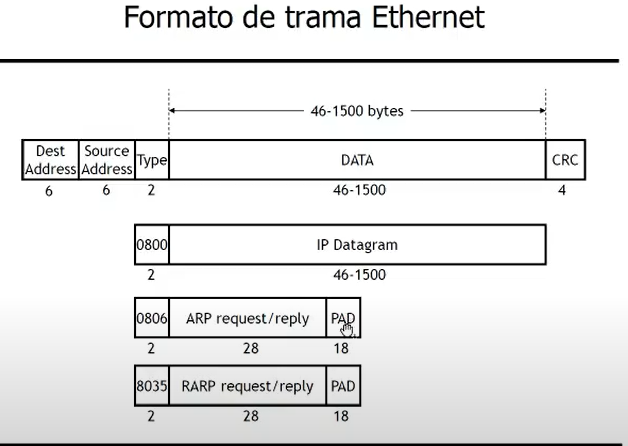 Formato de trama Ethernet
46-1500 bytes
Dest Address
Source Address
Type
DATA
CRC
6
6
2
46-1500
4
0800
IP Datagram
2
46-1500
0806
ARP request/reply
PAD
2
28
18
8035
RARP request/reply
PAD
2
28
18